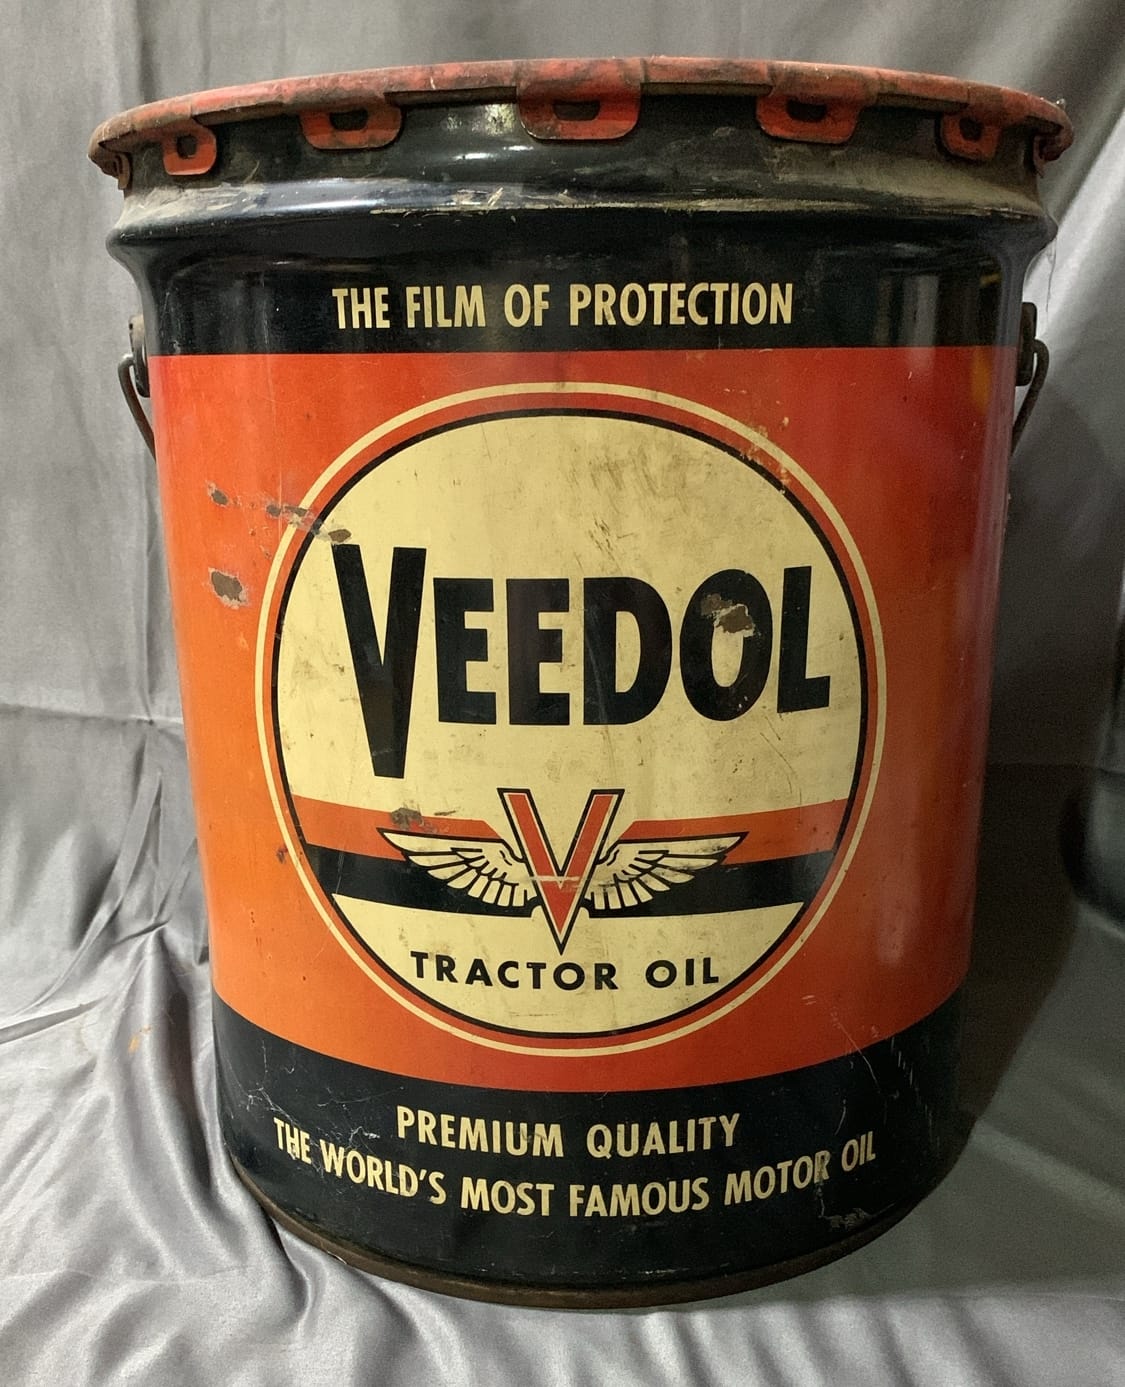 THE FILM OF PROTECTION
VEEDOL
V
TRACTOR OIL
PREMIUM QUALITY
THE WORLD'S MOST FAMOUS MOTOR OIL